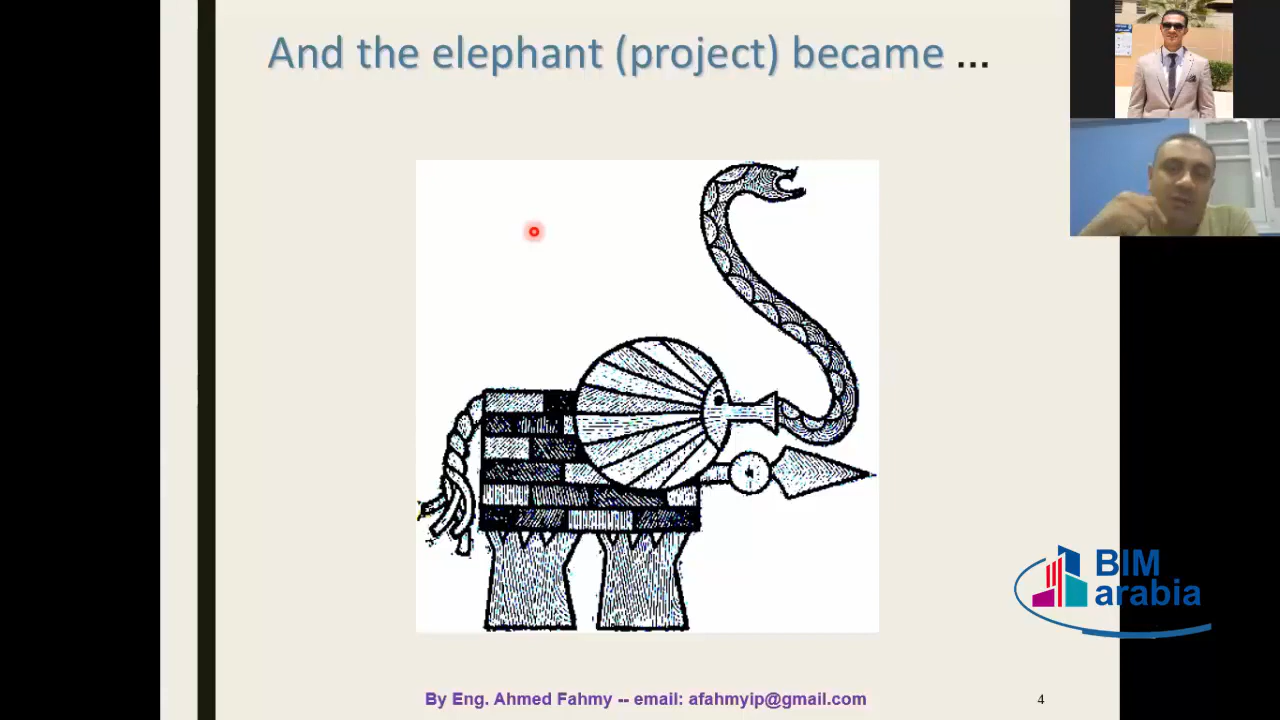 And the elephant (project) became ...
BIM
arabia
By Eng. Ahmed Fahmy -- email: afahmyip@gmail.com
4